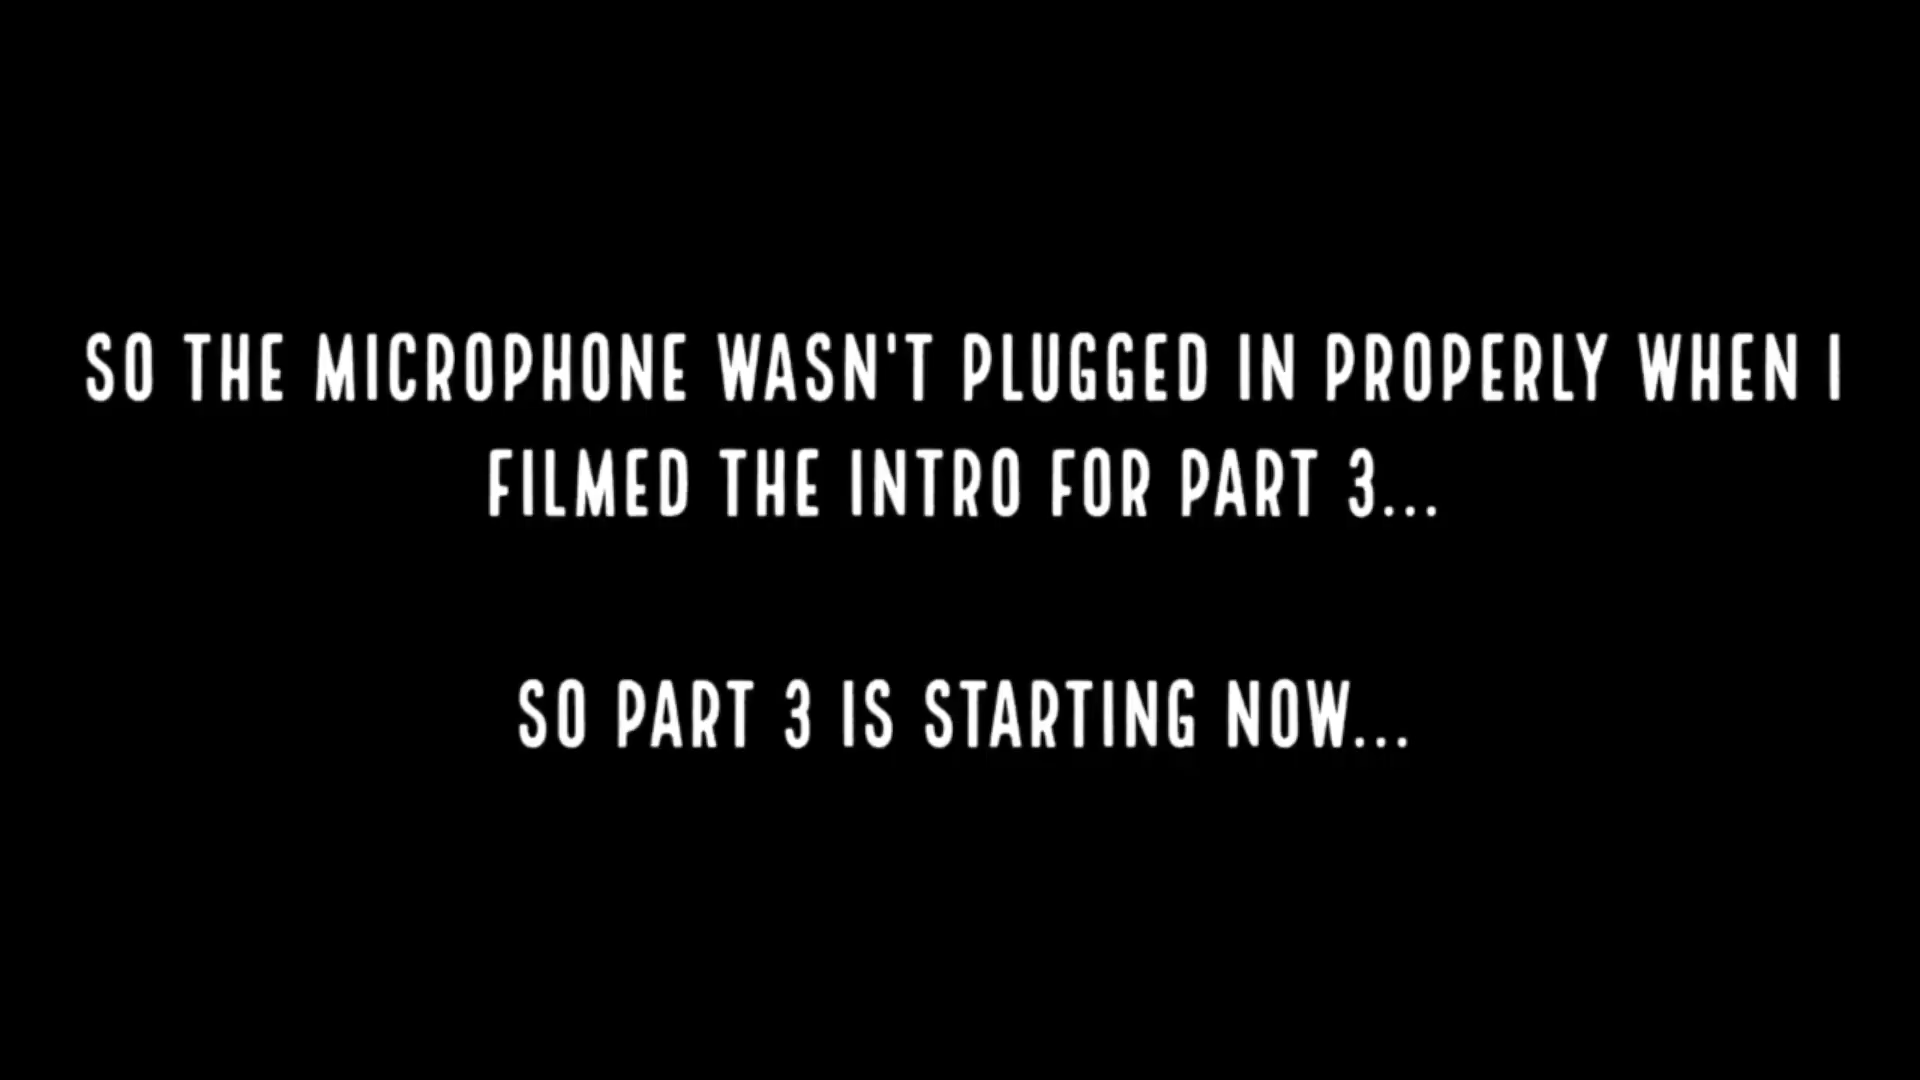 SO THE MICROPHONE WASN'T PLUGGED IN PROPERLY WHEN I
FILMED THE INTRO FOR PART 3...
SO PART 3 IS STARTING NOW...